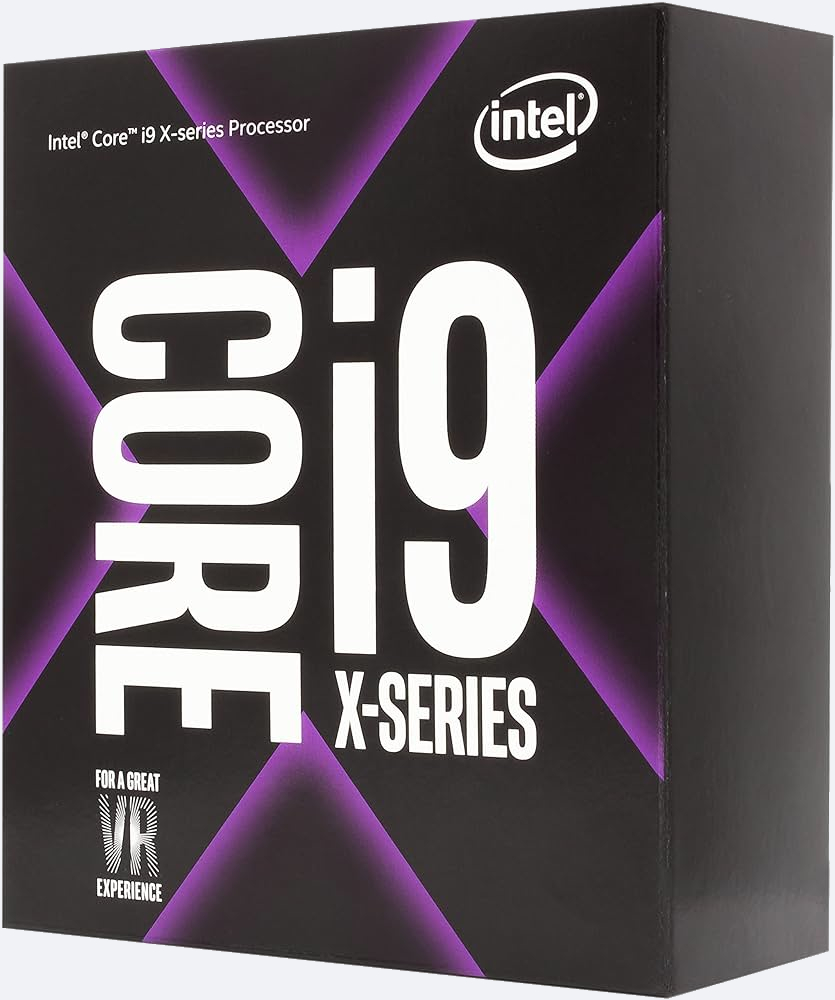 Intel® Core™ i9 X-series Processor
intel®
CORE
i9
X-SERIES
FOR A GREAT
VR
EXPERIENCE